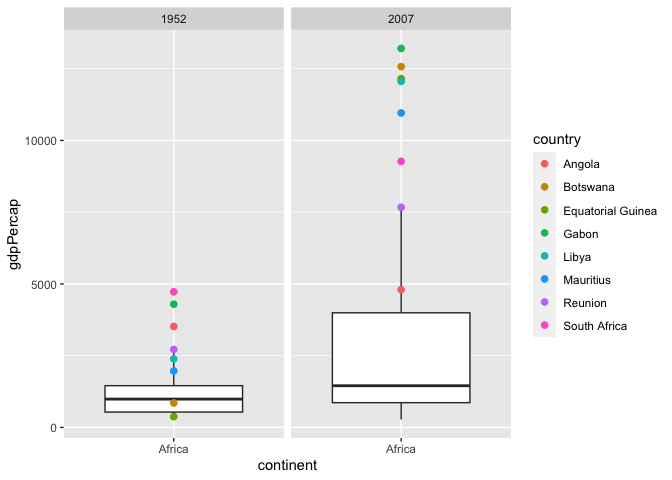 1952
2007
gdpPercap
10000
5000
0
Africa
Africa
continent
country
Angola
Botswana
Equatorial Guinea
Gabon
Libya
Mauritius
Reunion
South Africa